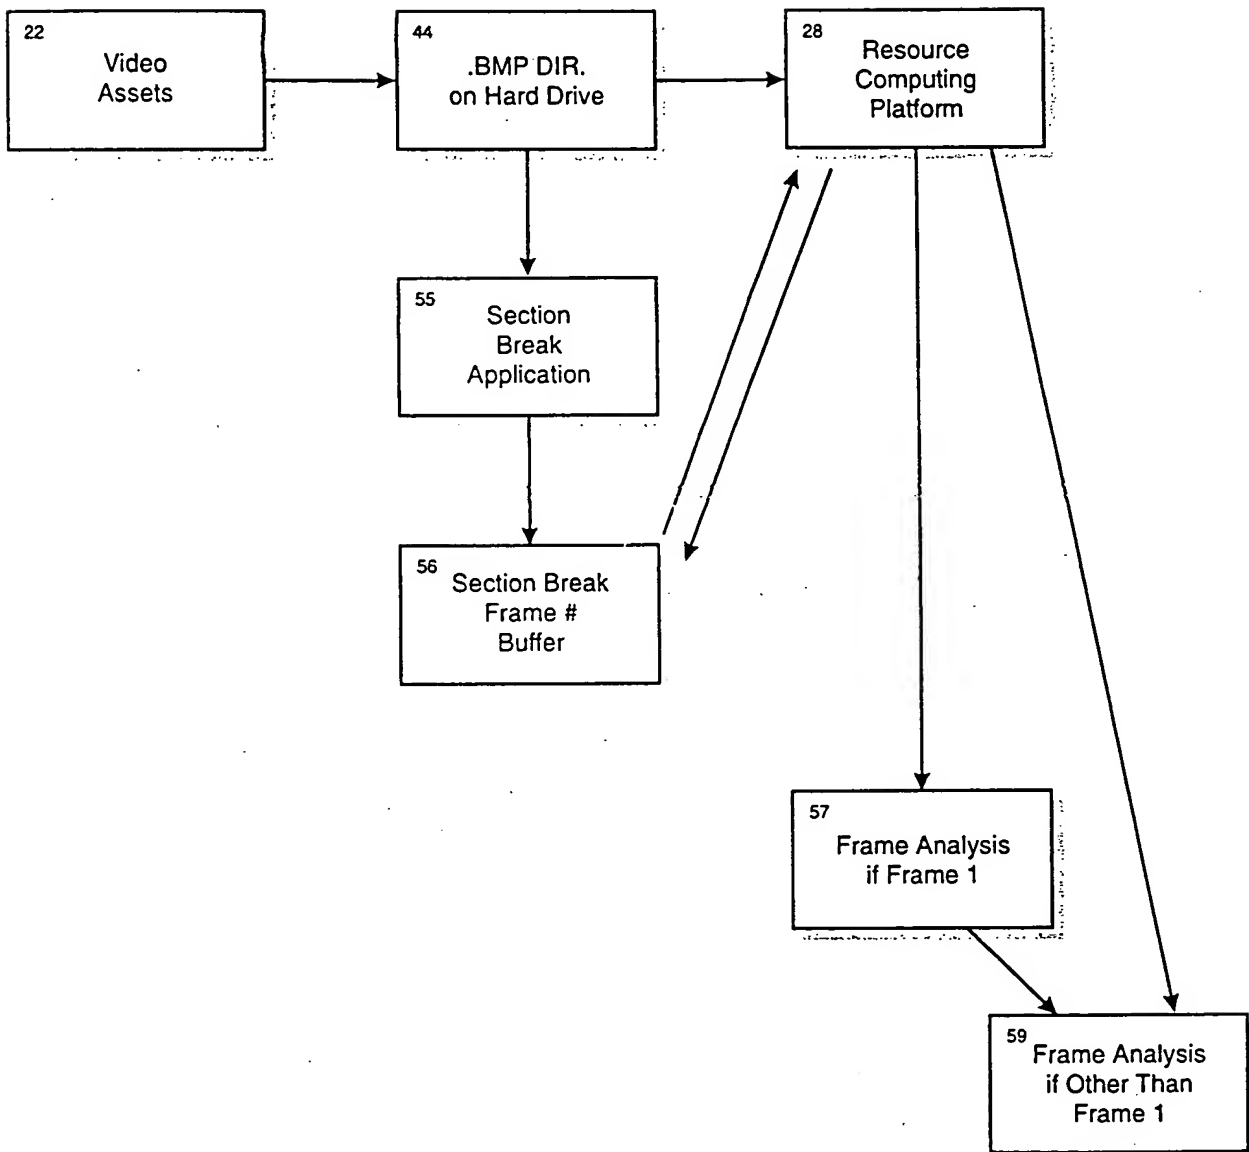 22
Video
Assets
44
.BMP DIR.
on Hard Drive
28
Resource
Computing
Platform
55
Section
Break
Application
56
Section Break
Frame #
Buffer
57
Frame Analysis
if Frame 1
59
Frame Analysis
if Other Than
Frame 1